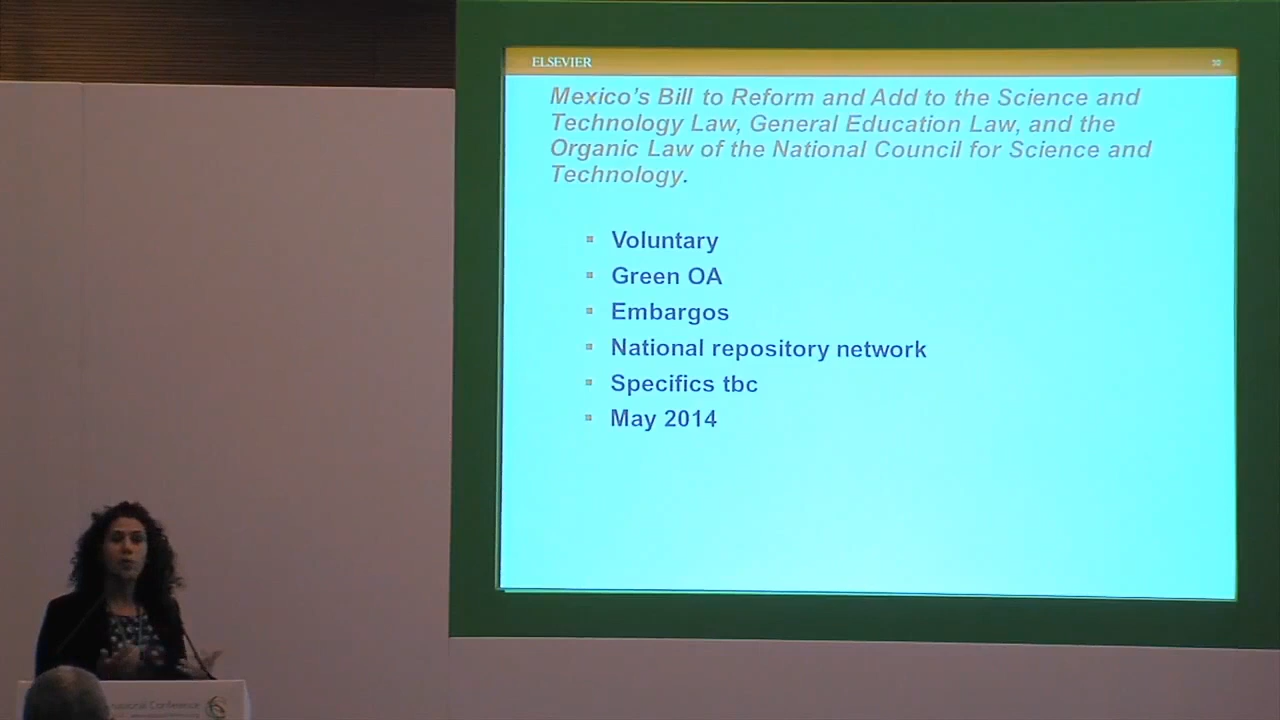 ELSEVIER
Mexico's Bill to Reform and Add to the Science and
Technology Law, General Education Law, and the
Organic Law of the National Council for Science and
Technology.
Voluntary
Green OA
Embargos
National repository network
Specifics tbc
May 2014
Conference